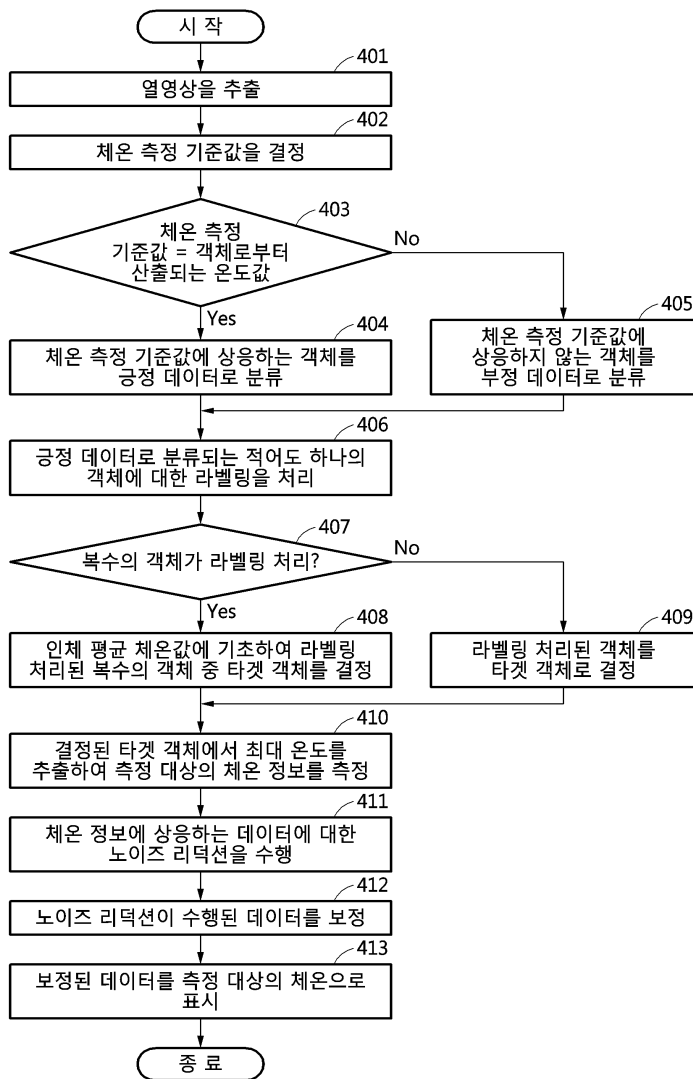 시 작
401
열영상을 추출
402
체온 측정 기준값을 결정
403
체온 측정
기준값 = 객체로부터
산출되는 온도값
No
Yes
404
체온 측정 기준값에 상응하는 객체를
긍정 데이터로 분류
405
체온 측정 기준값에
상응하지 않는 객체를
부정 데이터로 분류
406
긍정 데이터로 분류되는 적어도 하나의
객체에 대한 라벨링을 처리
407
복수의 객체가 라벨링 처리?
No
Yes
408
인체 평균 체온값에 기초하여 라벨링
처리된 복수의 객체 중 타겟 객체를 결정
409
라벨링 처리된 객체를
타겟 객체로 결정
410
결정된 타겟 객체에서 최대 온도를
추출하여 측정 대상의 체온 정보를 측정
411
체온 정보에 상응하는 데이터에 대한
노이즈 리덕션을 수행
412
노이즈 리덕션이 수행된 데이터를 보정
413
보정된 데이터를 측정 대상의 체온으로
표시
종 료